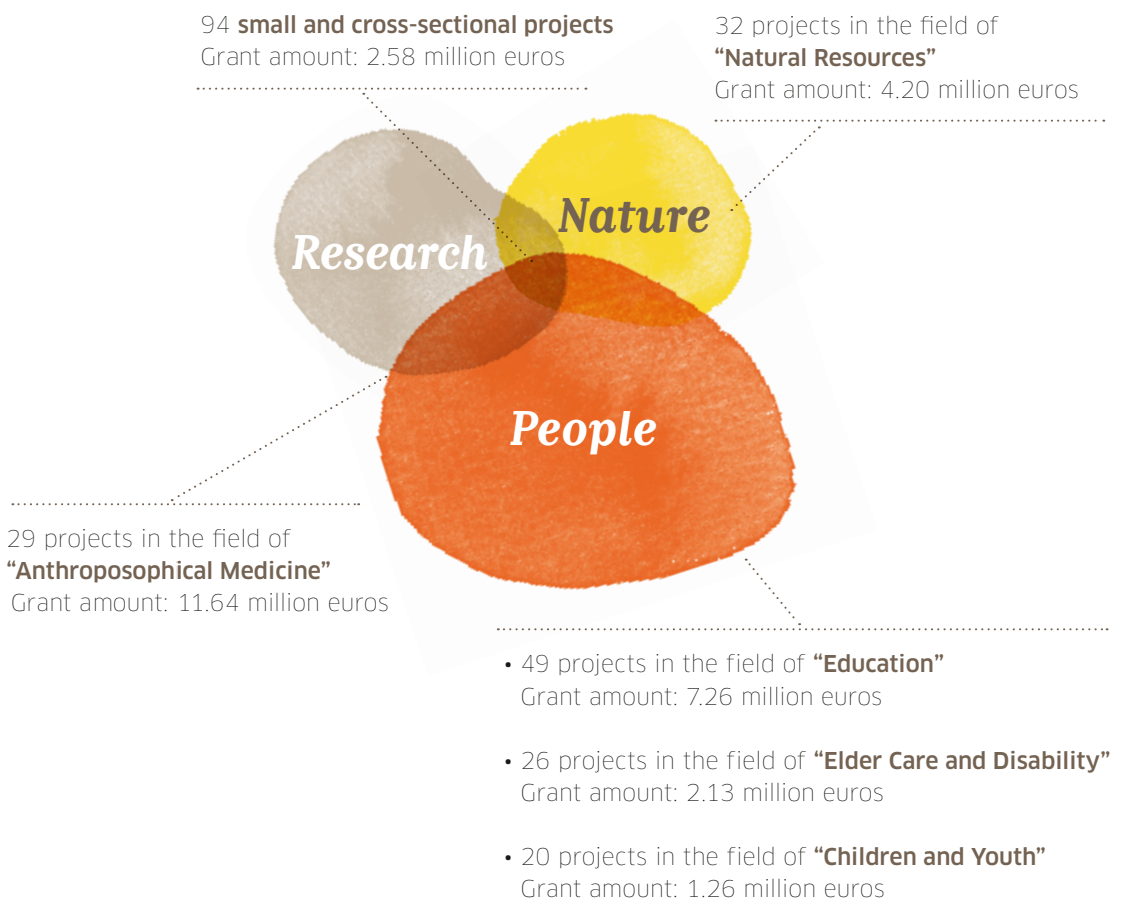 94 small and cross-sectional projects
Grant amount: 2.58 million euros
32 projects in the field of
“Natural Resources”
Grant amount: 4.20 million euros
Nature
Research
People
29 projects in the field of
“Anthroposophical Medicine”
Grant amount: 11.64 million euros
• 49 projects in the field of “Education”
Grant amount: 7.26 million euros
• 26 projects in the field of “Elder Care and Disability”
Grant amount: 2.13 million euros
• 20 projects in the field of “Children and Youth”
Grant amount: 1.26 million euros